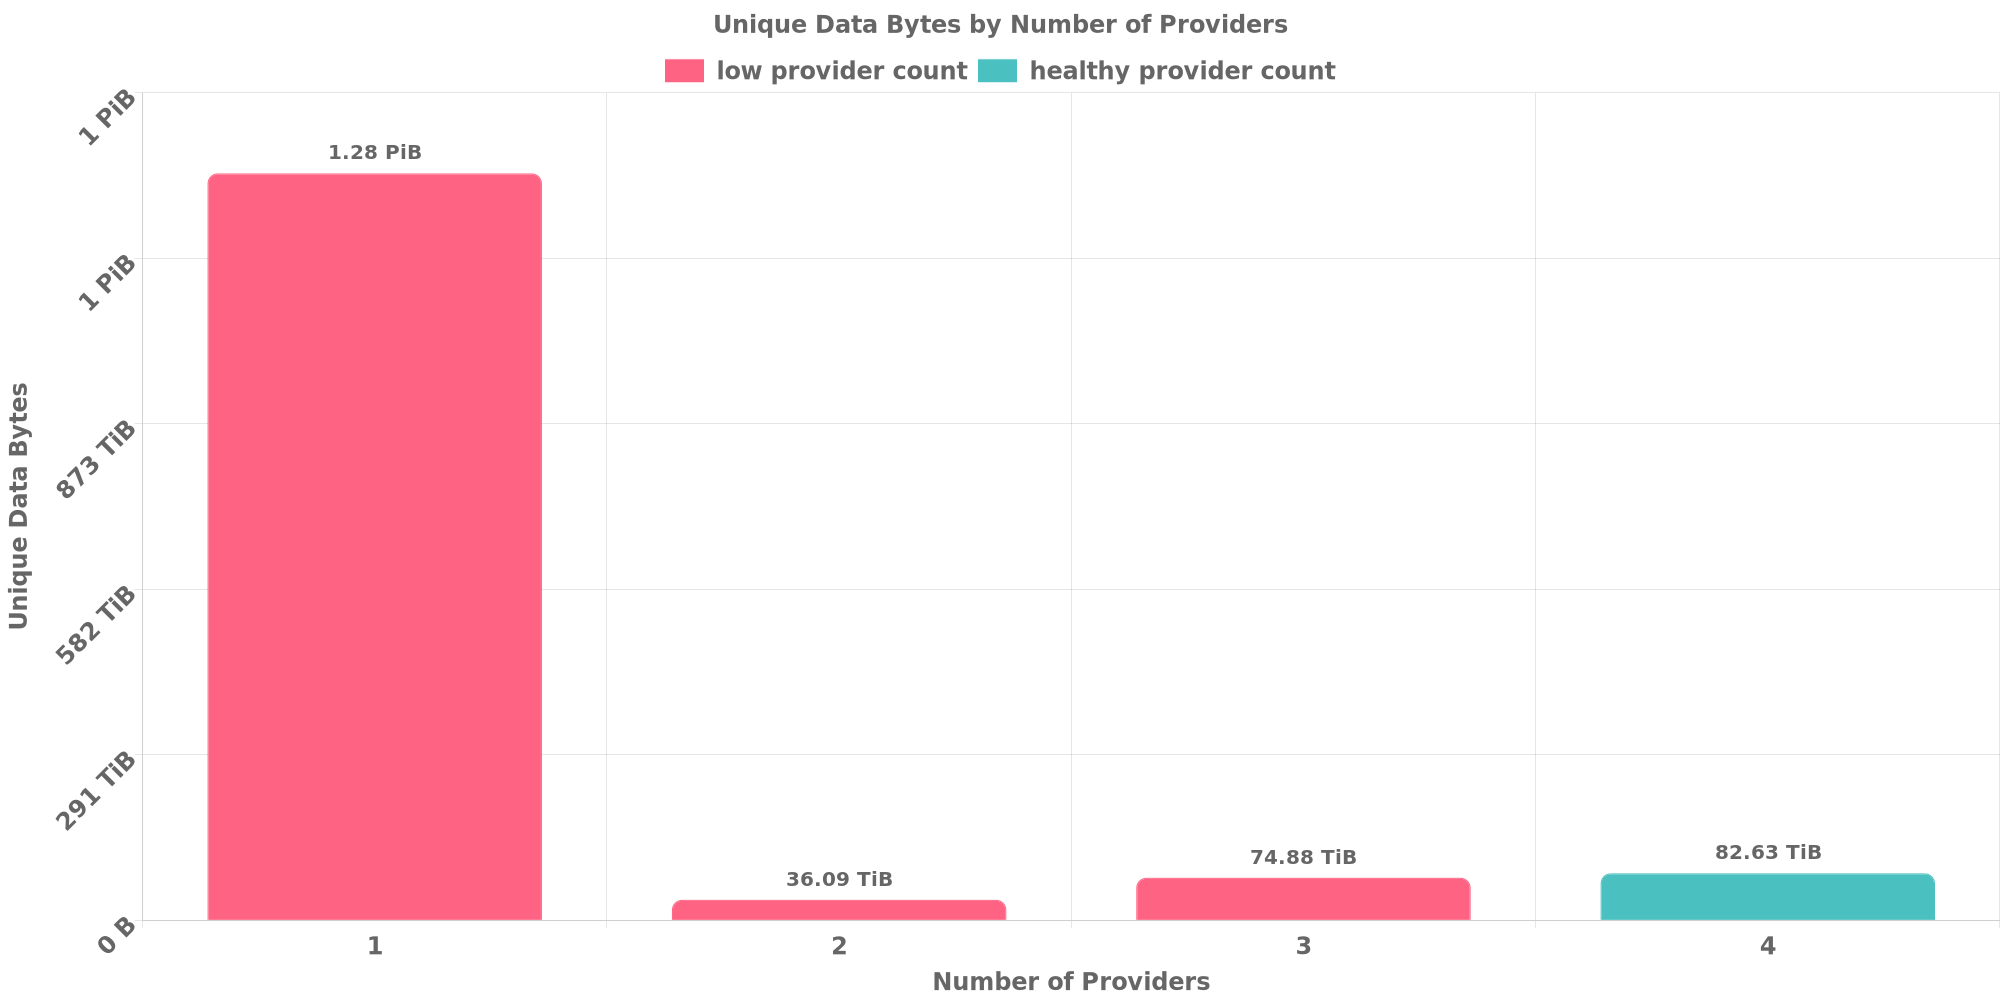 Unique Data Bytes by Number of Providers
low provider count
healthy provider count
1 PiB
1 PiB
873 TiB
582 TiB
291 TiB
0 B
Unique Data Bytes
1.28 PiB
36.09 TiB
74.88 TiB
82.63 TiB
1
2
3
4
Number of Providers